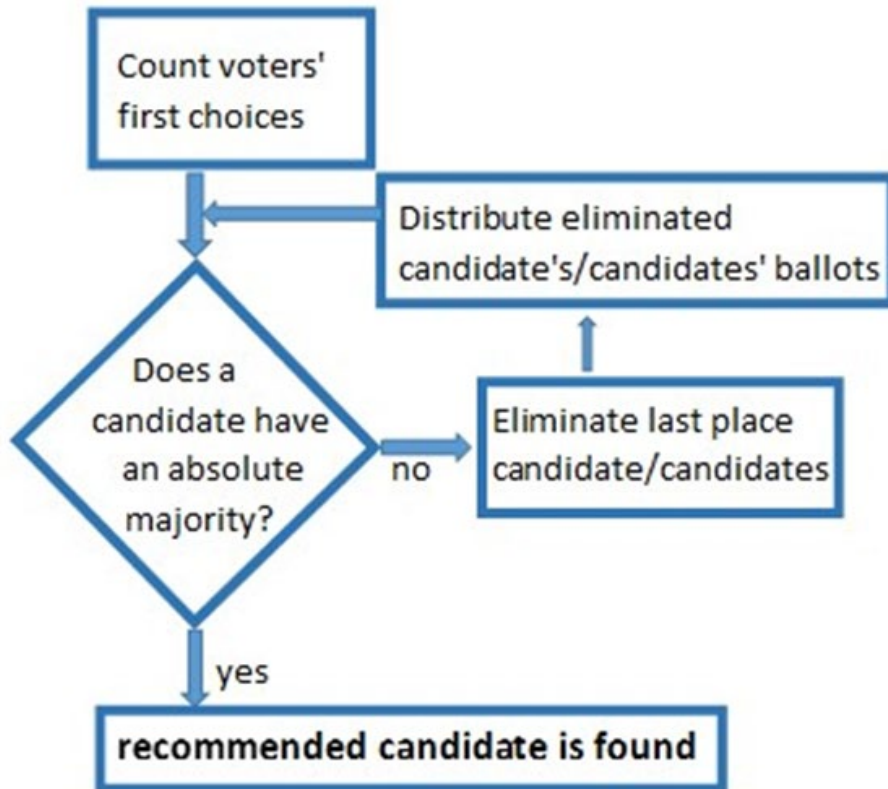 Count voters'
first choices
Distribute eliminated
candidate's/candidates' ballots
Does a
candidate have
an absolute
majority?
no
Eliminate last place
candidate/candidates
yes
recommended candidate is found